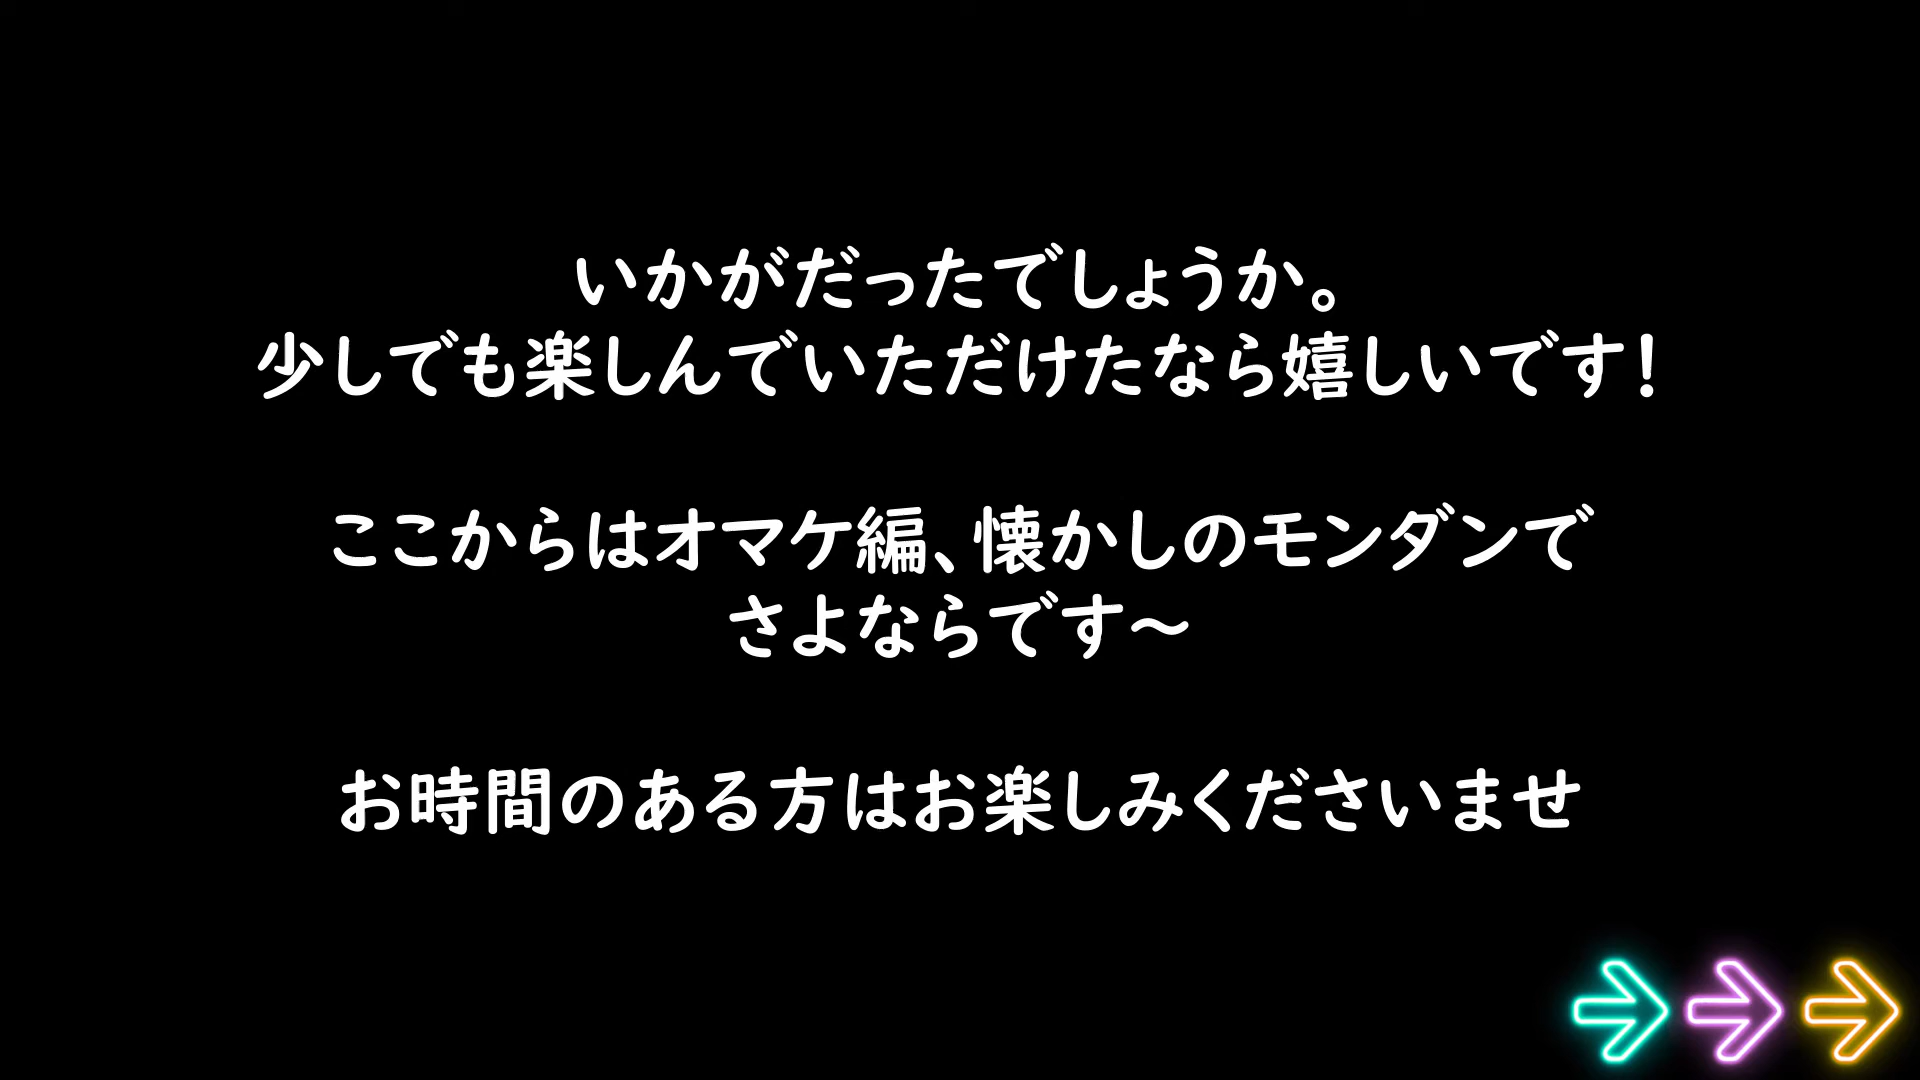 いかがだったでしょうか。
少しでも楽しんでいただけたなら嬉しいです!
ここからはオマケ編、懐かしのモンダンで
さよならです〜
お時間のある方はお楽しみくださいませ